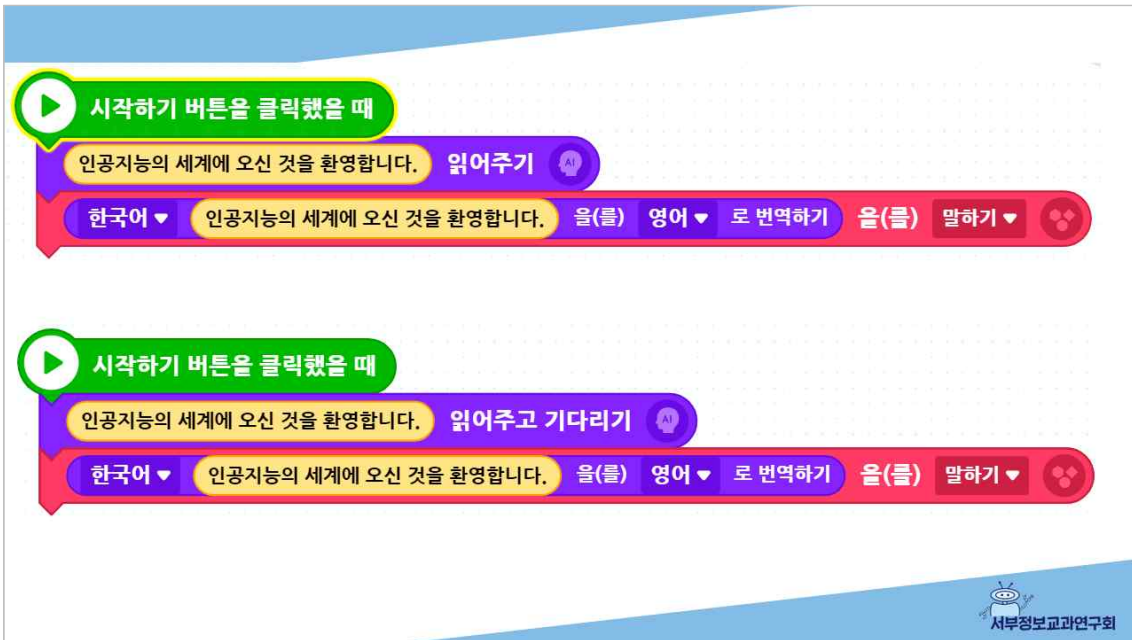 시작하기 버튼을 클릭했을 때
인공지능의 세계에 오신 것을 환영합니다. 읽어주기 AI
한국어 ▼ 인공지능의 세계에 오신 것을 환영합니다. 을(를) 영어 ▼ 로 번역하기 을(를) 말하기 ▼
시작하기 버튼을 클릭했을 때
인공지능의 세계에 오신 것을 환영합니다. 읽어주고 기다리기 AI
한국어 ▼ 인공지능의 세계에 오신 것을 환영합니다. 을(를) 영어 ▼ 로 번역하기 을(를) 말하기 ▼
서부정보교과연구회